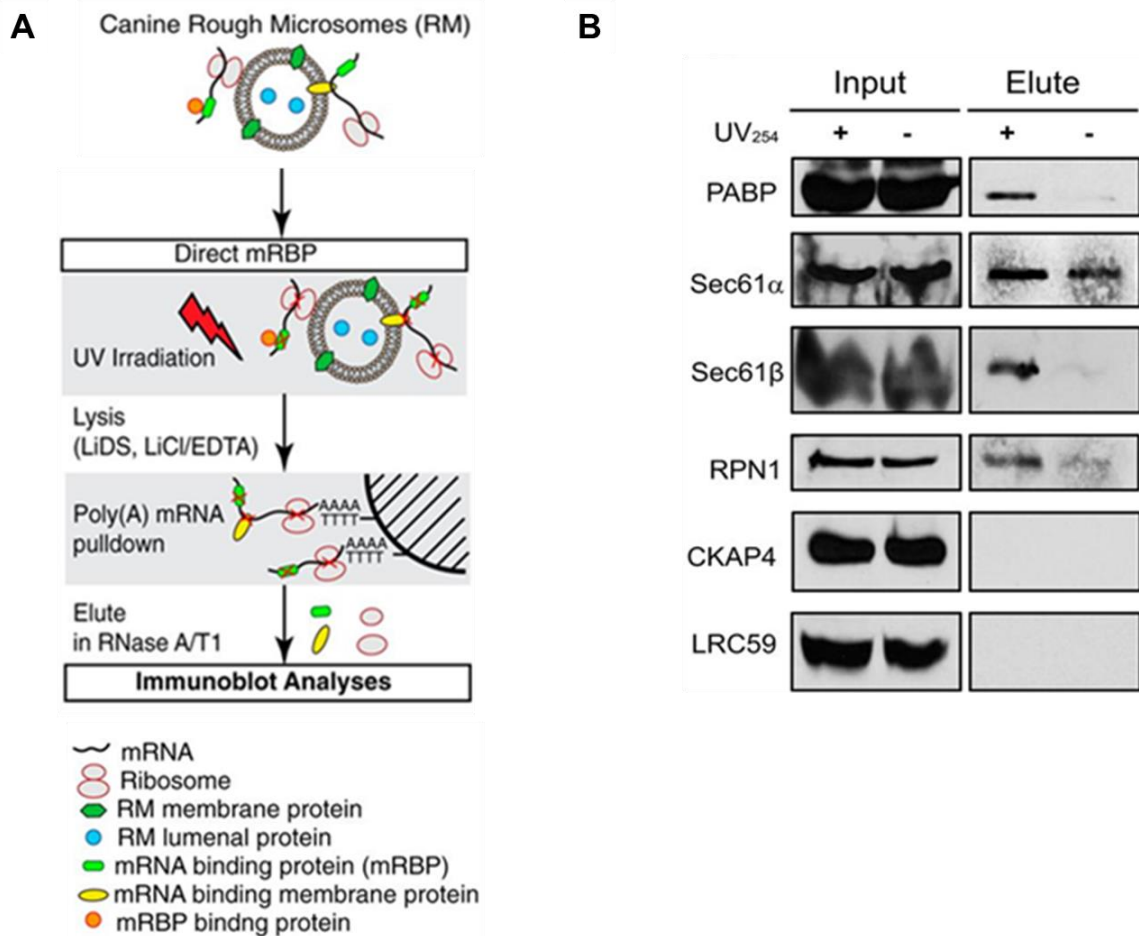 A
Canine Rough Microsomes (RM)
Direct mRBP
UV Irradiation
Lysis
(LiDS, LiCl/EDTA)
Poly(A) mRNA
pulldown
AAAA
TTTT
AAAA
TTTT
Elute
in RNase A/T1
Immunoblot Analyses
mRNA
Ribosome
RM membrane protein
RM lumenal protein
mRNA binding protein (mRBP)
mRNA binding membrane protein
mRBP bindng protein
B
Input Elute
UV254 + - + -
PABP
Sec61α
Sec61β
RPN1
CKAP4
LRC59